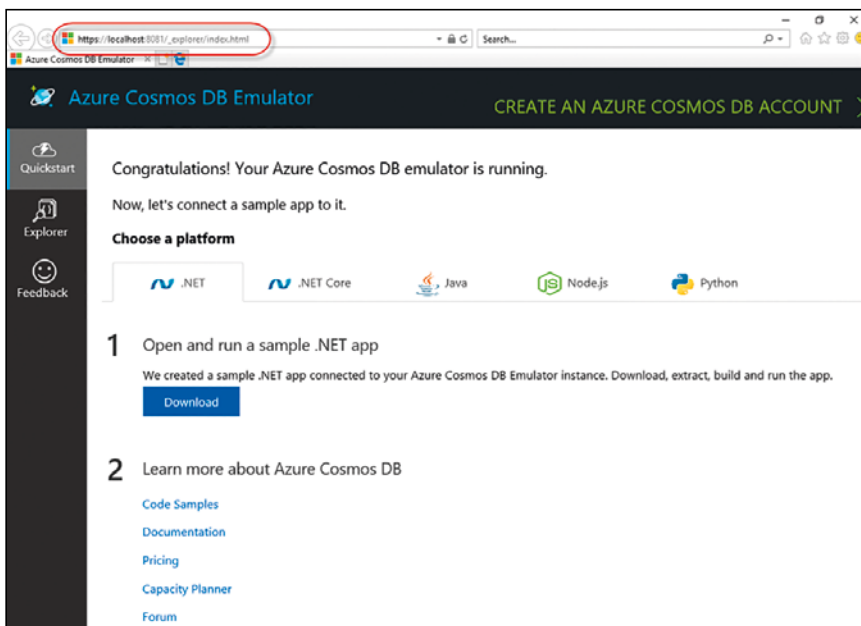 https://localhost:8081/_explorer/index.html
Search...
Azure Cosmos DB Emulator
Azure Cosmos DB Emulator
CREATE AN AZURE COSMOS DB ACCOUNT
Quickstart
Explorer
Feedback
Congratulations! Your Azure Cosmos DB emulator is running.
Now, let's connect a sample app to it.
Choose a platform
.NET
.NET Core
Java
Node.js
Python
1 Open and run a sample .NET app
We created a sample .NET app connected to your Azure Cosmos DB Emulator instance. Download, extract, build and run the app.
Download
2 Learn more about Azure Cosmos DB
Code Samples
Documentation
Pricing
Capacity Planner
Forum